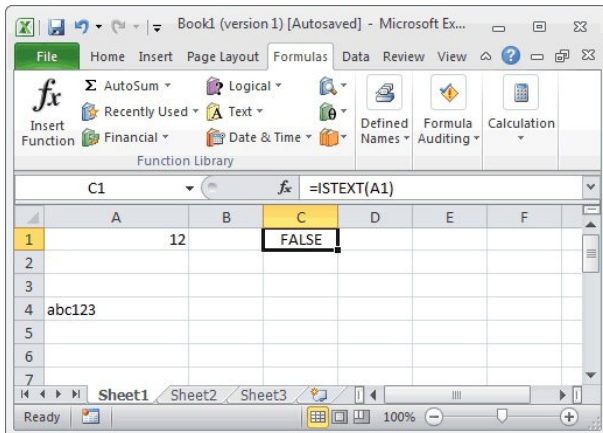 Book1 (version 1) [Autosaved] - Microsoft Ex...
File Home Insert Page Layout Formulas Data Review View
Σ AutoSum Logical
Recently Used Text
Financial Date & Time
fx
Insert Function
Defined Names
Formula Auditing
Calculation
Function Library
C1 fx =ISTEXT(A1)
A B C D E F
1 12 FALSE
2
3
4 abc123
5
6
7
Sheet1 Sheet2 Sheet3
Ready 100%